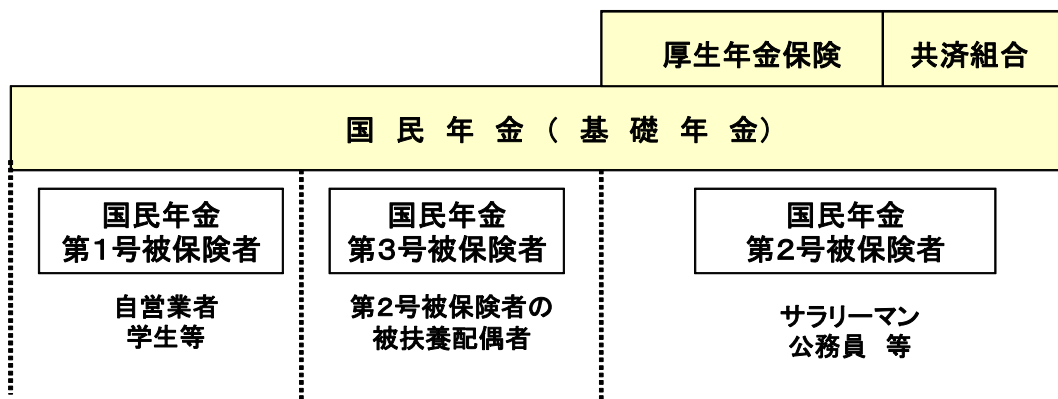 厚生年金保険
共済組合
国民年金（基礎年金）
国民年金
第1号被保険者
国民年金
第3号被保険者
国民年金
第2号被保険者
自営業者
学生等
第2号被保険者の
被扶養配偶者
サラリーマン
公務員　等